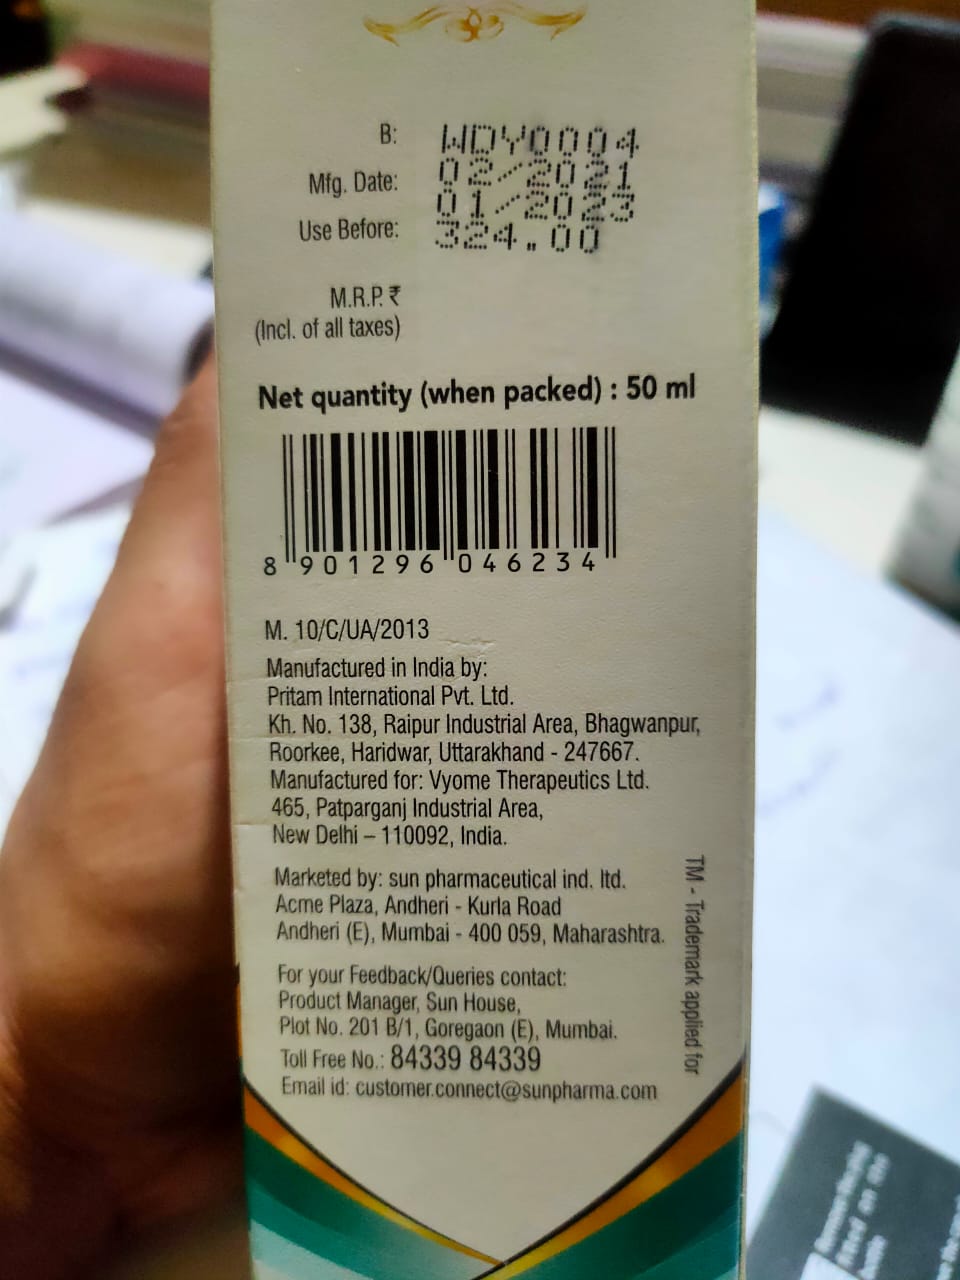 B: WDY0004
Mfg. Date: 02/2021
Use Before: 01/2023
M.R.P. ₹ 324.00
(Incl. of all taxes)
Net quantity (when packed) : 50 ml
8 901296 046234
M. 10/C/UA/2013
Manufactured in India by:
Pritam International Pvt. Ltd.
Kh. No. 138, Raipur Industrial Area, Bhagwanpur,
Roorkee, Haridwar, Uttarakhand - 247667.
Manufactured for: Vyome Therapeutics Ltd.
465, Patparganj Industrial Area,
New Delhi – 110092, India.
Marketed by: sun pharmaceutical ind. ltd.
Acme Plaza, Andheri - Kurla Road
Andheri (E), Mumbai - 400 059, Maharashtra.
For your Feedback/Queries contact:
Product Manager, Sun House,
Plot No. 201 B/1, Goregaon (E), Mumbai.
Toll Free No.: 84339 84339
Email id: customer.connect@sunpharma.com
TM - Trademark applied for